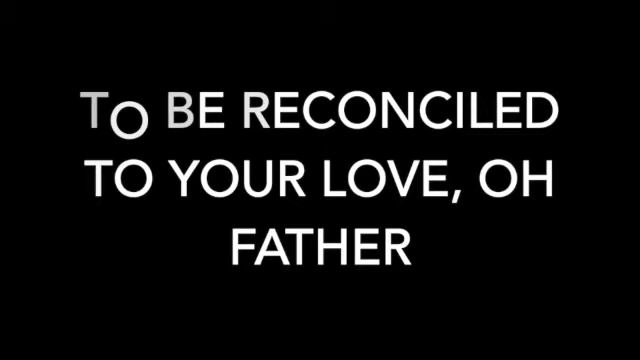 TO BE RECONCILED
TO YOUR LOVE, OH
FATHER